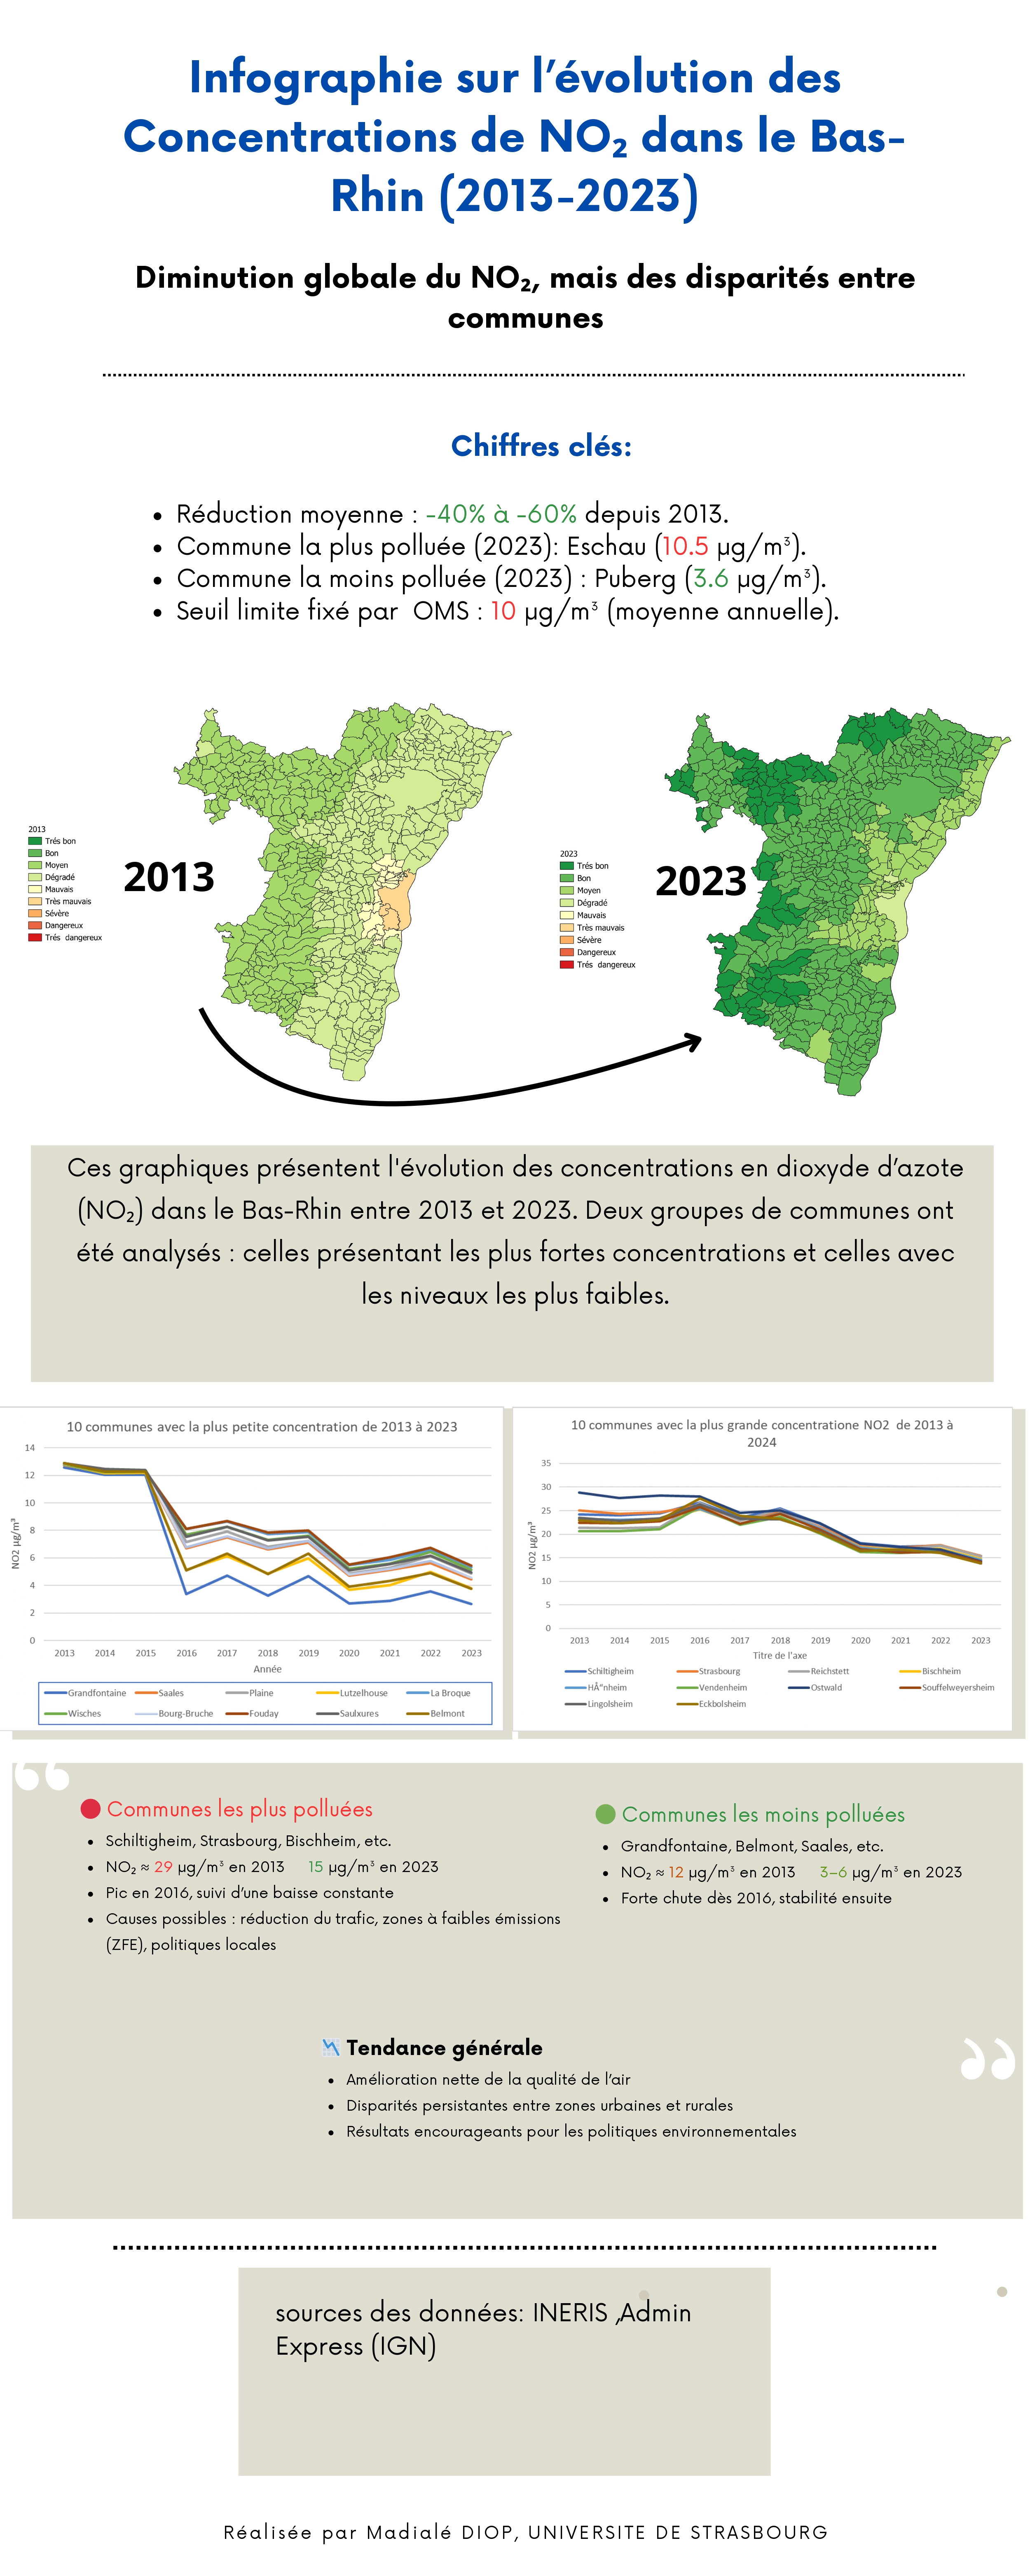 Infographie sur l’évolution des
Concentrations de NO₂ dans le Bas-
Rhin (2013-2023)
Diminution globale du NO₂, mais des disparités entre
communes
Chiffres clés:
• Réduction moyenne : -40% à -60% depuis 2013.
• Commune la plus polluée (2023): Eschau (10.5 µg/m³).
• Commune la moins polluée (2023) : Puberg (3.6 µg/m³).
• Seuil limite fixé par OMS : 10 µg/m³ (moyenne annuelle).
2013
Trés bon
Bon
Moyen
Dégradé
Mauvais
Très mauvais
Sévère
Dangereux
Trés dangereux
2013
2023
Trés bon
Bon
Moyen
Dégradé
Mauvais
Très mauvais
Sévère
Dangereux
Trés dangereux
2023
Ces graphiques présentent l'évolution des concentrations en dioxyde d’azote
(NO₂) dans le Bas-Rhin entre 2013 et 2023. Deux groupes de communes ont
été analysés : celles présentant les plus fortes concentrations et celles avec
les niveaux les plus faibles.
10 communes avec la plus petite concentration de 2013 à 2023
NO2 µg/m³
14
12
10
8
6
4
2
0
2013 2014 2015 2016 2017 2018 2019 2020 2021 2022 2023
Année
Grandfontaine Saales Plaine Lutzelhouse La Broque
Wisches Bourg-Bruche Fouday Saulxures Belmont
10 communes avec la plus grande concentratione NO2 de 2013 à
2024
NO2 µg/m³
35
30
25
20
15
10
5
0
2013 2014 2015 2016 2017 2018 2019 2020 2021 2022 2023
Titre de l'axe
Schiltigheim Strasbourg Reichstett Bischheim
HÅ“nheim Vendenheim Ostwald Souffelweyersheim
Lingolsheim Eckbolsheim
Communes les plus polluées
• Schiltigheim, Strasbourg, Bischheim, etc.
• NO₂ ≈ 29 µg/m³ en 2013 15 µg/m³ en 2023
• Pic en 2016, suivi d’une baisse constante
• Causes possibles : réduction du trafic, zones à faibles émissions
(ZFE), politiques locales
Communes les moins polluées
• Grandfontaine, Belmont, Saales, etc.
• NO₂ ≈ 12 µg/m³ en 2013 3–6 µg/m³ en 2023
• Forte chute dès 2016, stabilité ensuite
Tendance générale
• Amélioration nette de la qualité de l’air
• Disparités persistantes entre zones urbaines et rurales
• Résultats encourageants pour les politiques environnementales
sources des données: INERIS ,Admin
Express (IGN)
Réalisée par Madialé DIOP, UNIVERSITE DE STRASBOURG